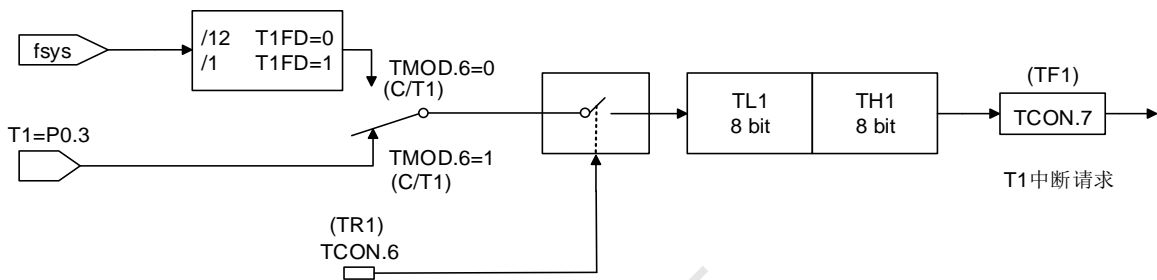 fsys
/12 T1FD=0
/1 T1FD=1
TMOD.6=0
(C/T1)
T1=P0.3
TMOD.6=1
(C/T1)
(TR1)
TCON.6
TL1
8 bit
TH1
8 bit
(TF1)
TCON.7
T1中断请求